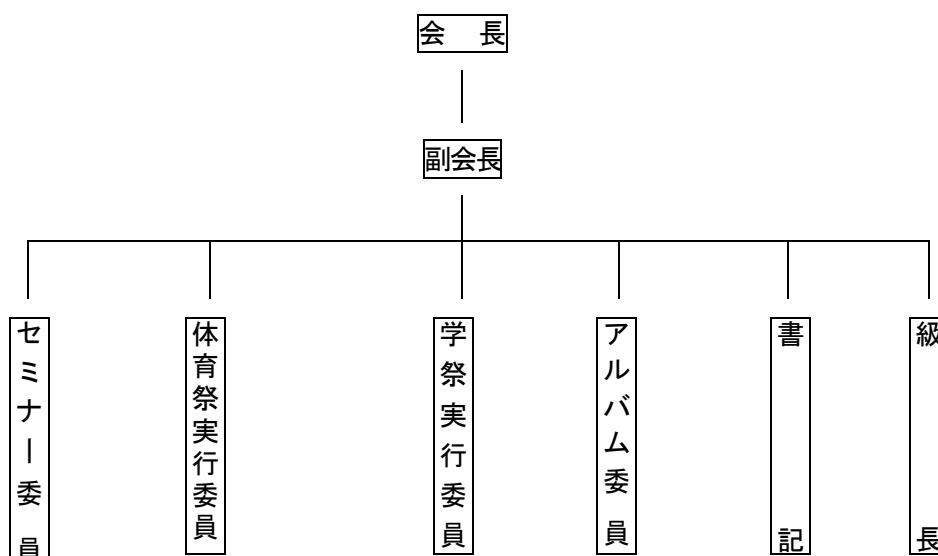 会　長
副会長
セミナー委員
体育祭実行委員
学祭実行委員
アルバム委員
書記
級長